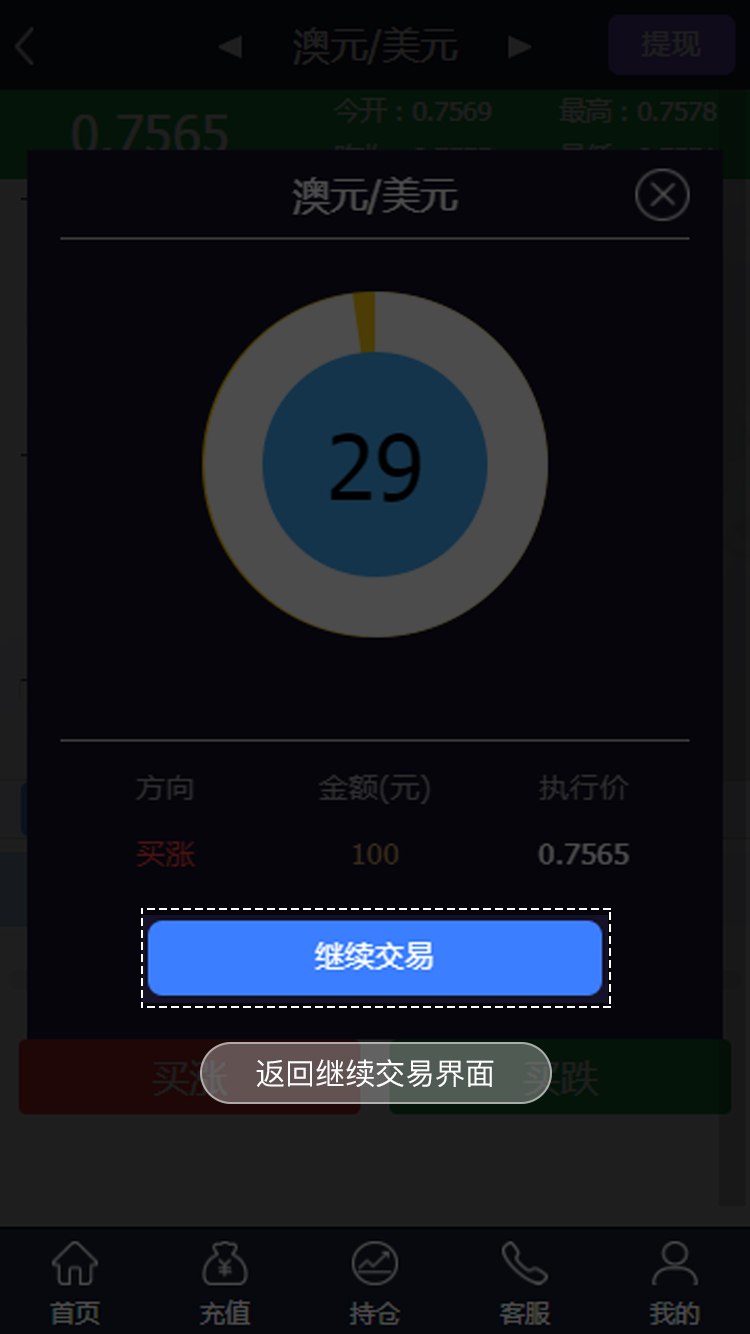 澳元/美元
提现
0.7565
今开：0.7569
最高：0.7578
澳元/美元
29
方向 金额(元) 执行价
买涨 100 0.7565
继续交易
返回继续交易界面
买涨
买跌
首页 充值 持仓 客服 我的